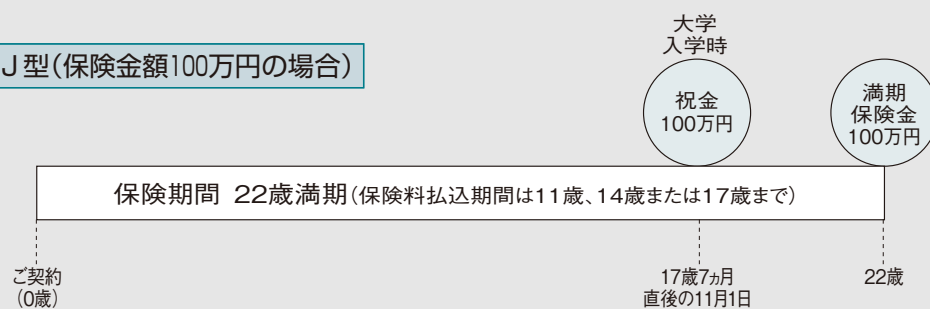 J型(保険金額100万円の場合)
大学
入学時
祝金
100万円
満期
保険金
100万円
保険期間 22歳満期(保険料払込期間は11歳、14歳または17歳まで)
ご契約
(0歳)
17歳7ヵ月
直後の11月1日
22歳